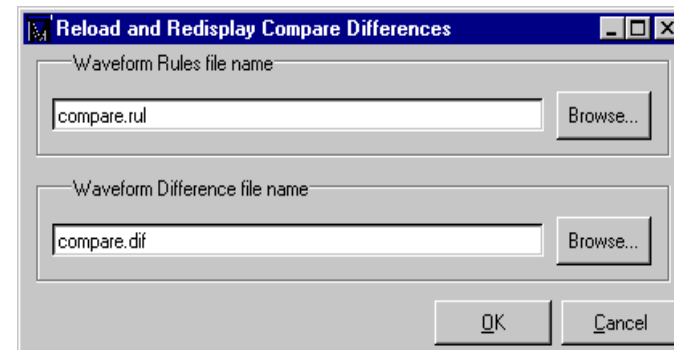 Reload and Redisplay Compare Differences
Waveform Rules file name
compare.rul
Browse...
Waveform Difference file name
compare.dif
Browse...
OK
Cancel